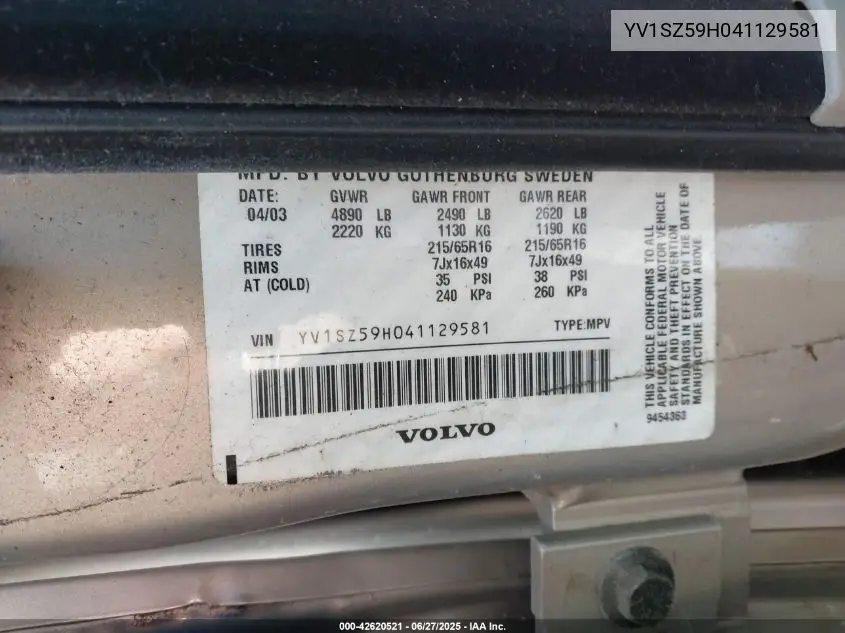 YV1SZ59H041129581
MFD. BY VOLVO GOTHENBURG SWEDEN
DATE: GVWR GAWR FRONT GAWR REAR
04/03 4890 LB 2490 LB 2620 LB
2220 KG 1130 KG 1190 KG
TIRES 215/65R16 215/65R16
RIMS 7Jx16x49 7Jx16x49
AT (COLD) 35 PSI 38 PSI
240 KPa 260 KPa
VIN YV1SZ59H041129581 TYPE:MPV
VOLVO
THIS VEHICLE CONFORMS TO ALL
APPLICABLE FEDERAL MOTOR VEHICLE
SAFETY AND THEFT PREVENTION
STANDARDS IN EFFECT ON THE DATE OF
MANUFACTURE SHOWN ABOVE
9454363
000-42620521 - 06/27/2025 - IAA Inc.